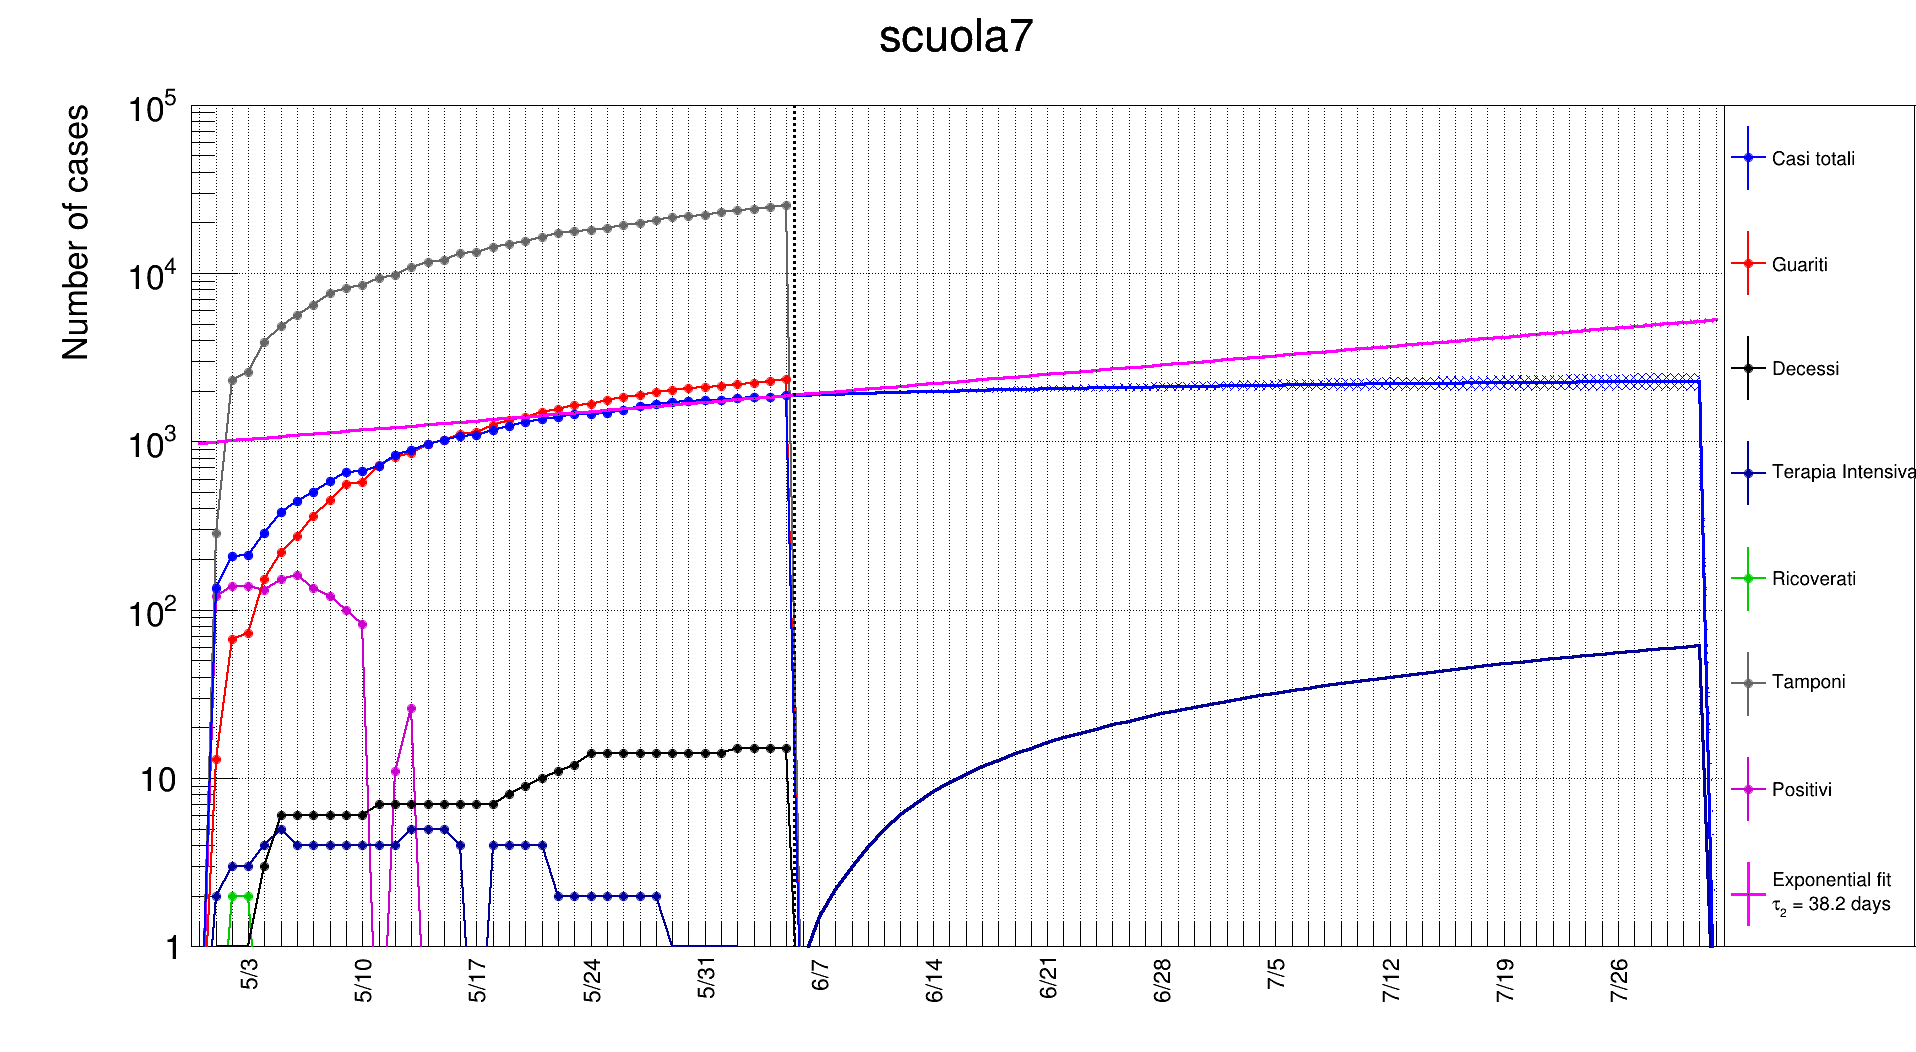 scuola7
Number of cases
10^5
10^4
10^3
10^2
10
1
5/3
5/10
5/17
5/24
5/31
6/7
6/14
6/21
6/28
7/5
7/12
7/19
7/26
Casi totali
Guariti
Decessi
Terapia Intensiva
Ricoverati
Tamponi
Positivi
Exponential fit
τ₂ = 38.2 days